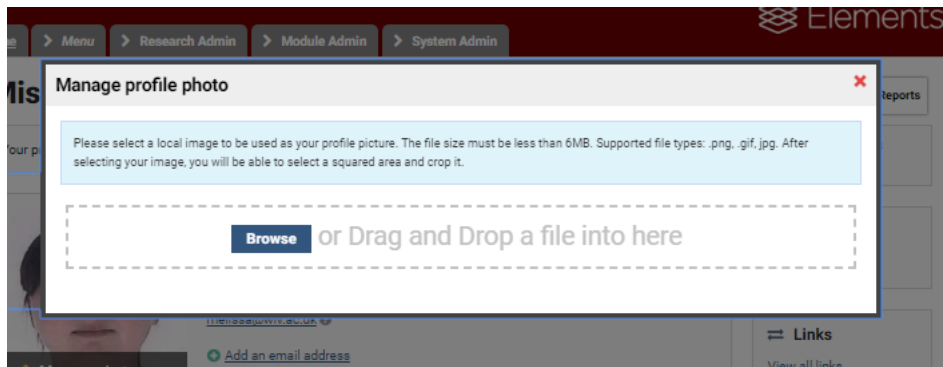 Elements
Menu
Research Admin
Module Admin
System Admin
Manage profile photo
Reports
Please select a local image to be used as your profile picture. The file size must be less than 6MB. Supported file types: .png, .gif, jpg. After
selecting your image, you will be able to select a squared area and crop it.
Browse or Drag and Drop a file into here
Links
Add an email address
View all links